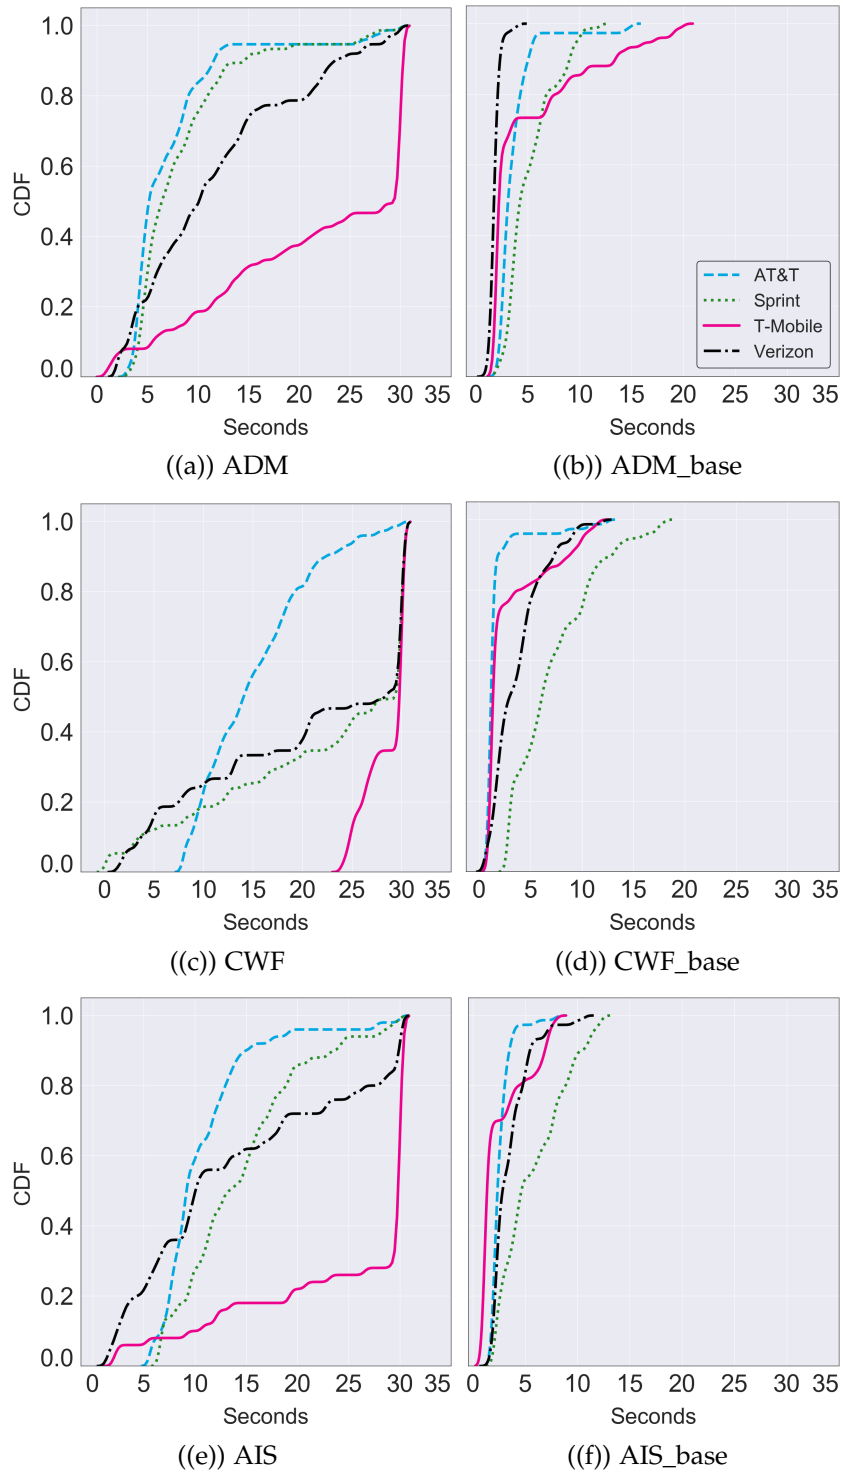 1.0
0.8
0.6
0.4
0.2
0.0
CDF
0 5 10 15 20 25 30 35
Seconds
((a)) ADM
AT&T
Sprint
T-Mobile
Verizon
0 5 10 15 20 25 30 35
Seconds
((b)) ADM_base
1.0
0.8
0.6
0.4
0.2
0.0
CDF
0 5 10 15 20 25 30 35
Seconds
((c)) CWF
0 5 10 15 20 25 30 35
Seconds
((d)) CWF_base
1.0
0.8
0.6
0.4
0.2
0.0
CDF
0 5 10 15 20 25 30 35
Seconds
((e)) AIS
0 5 10 15 20 25 30 35
Seconds
((f)) AIS_base